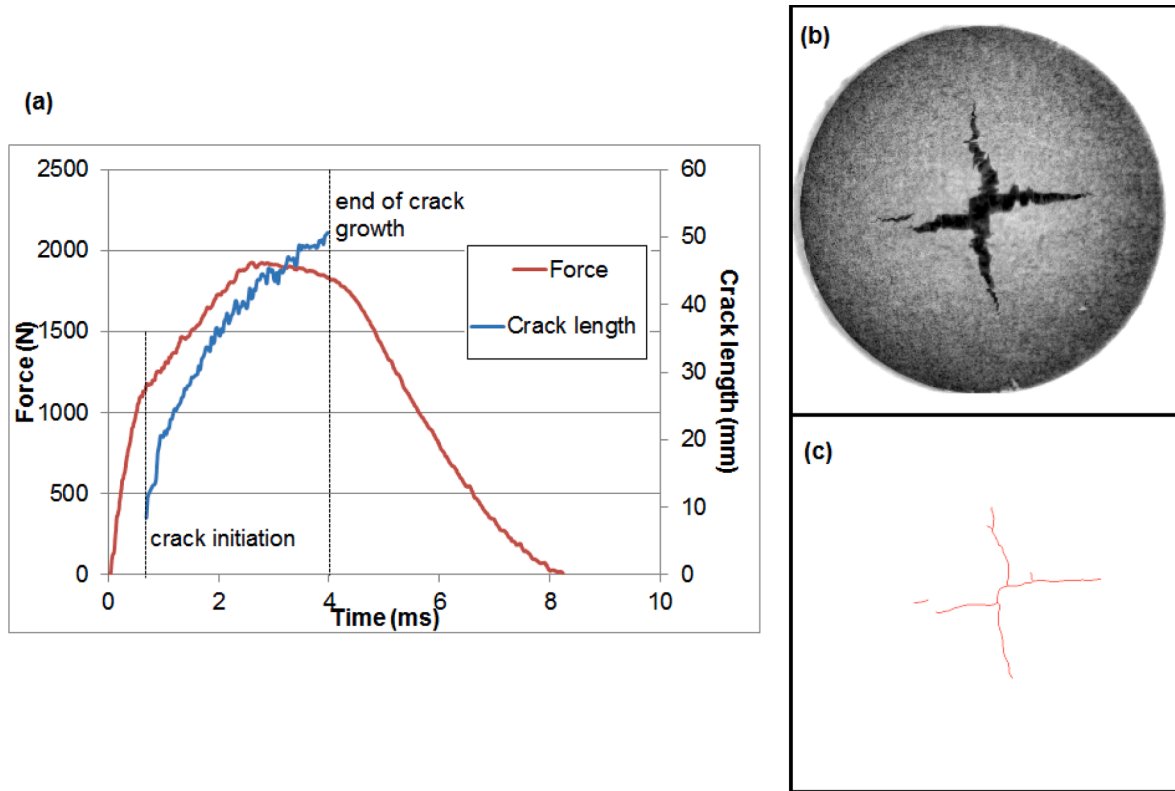 (a)
2500
2000
1500
1000
500
0
Force (N)
0
2
4
6
8
10
Time (ms)
60
50
40
30
20
10
0
Crack length (mm)
end of crack
growth
Force
Crack length
crack initiation
(b)
(c)